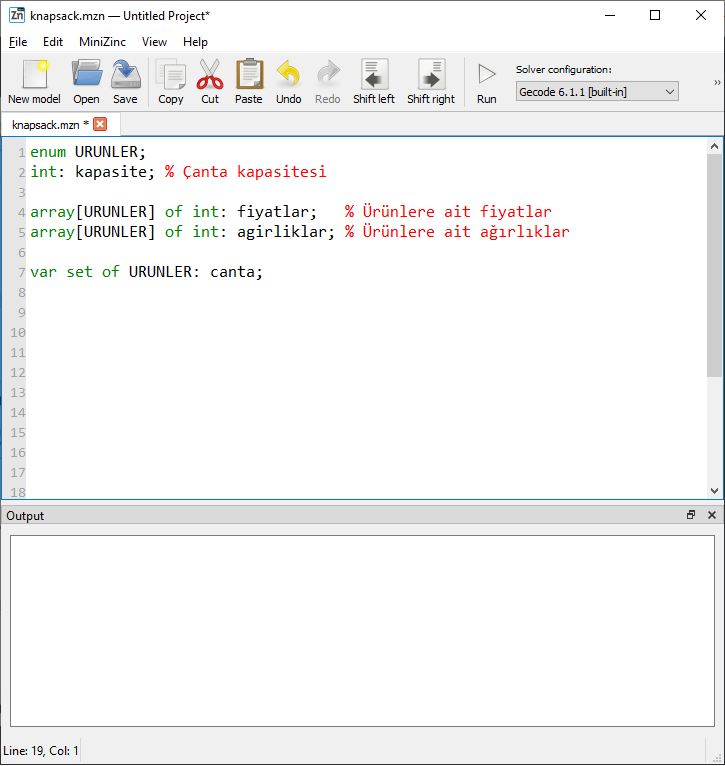 Zn knapsack.mzn — Untitled Project*
File Edit MiniZinc View Help
New model Open Save Copy Cut Paste Undo Redo Shift left Shift right Run
Solver configuration:
Gecode 6.1.1 [built-in]
knapsack.mzn *
1 enum URUNLER;
2 int: kapasite; % Çanta kapasitesi
3
4 array[URUNLER] of int: fiyatlar;   % Ürünlere ait fiyatlar
5 array[URUNLER] of int: agirliklar; % Ürünlere ait ağırlıklar
6
7 var set of URUNLER: canta;
8
9
10
11
12
13
14
15
16
17
18
Output
Line: 19, Col: 1